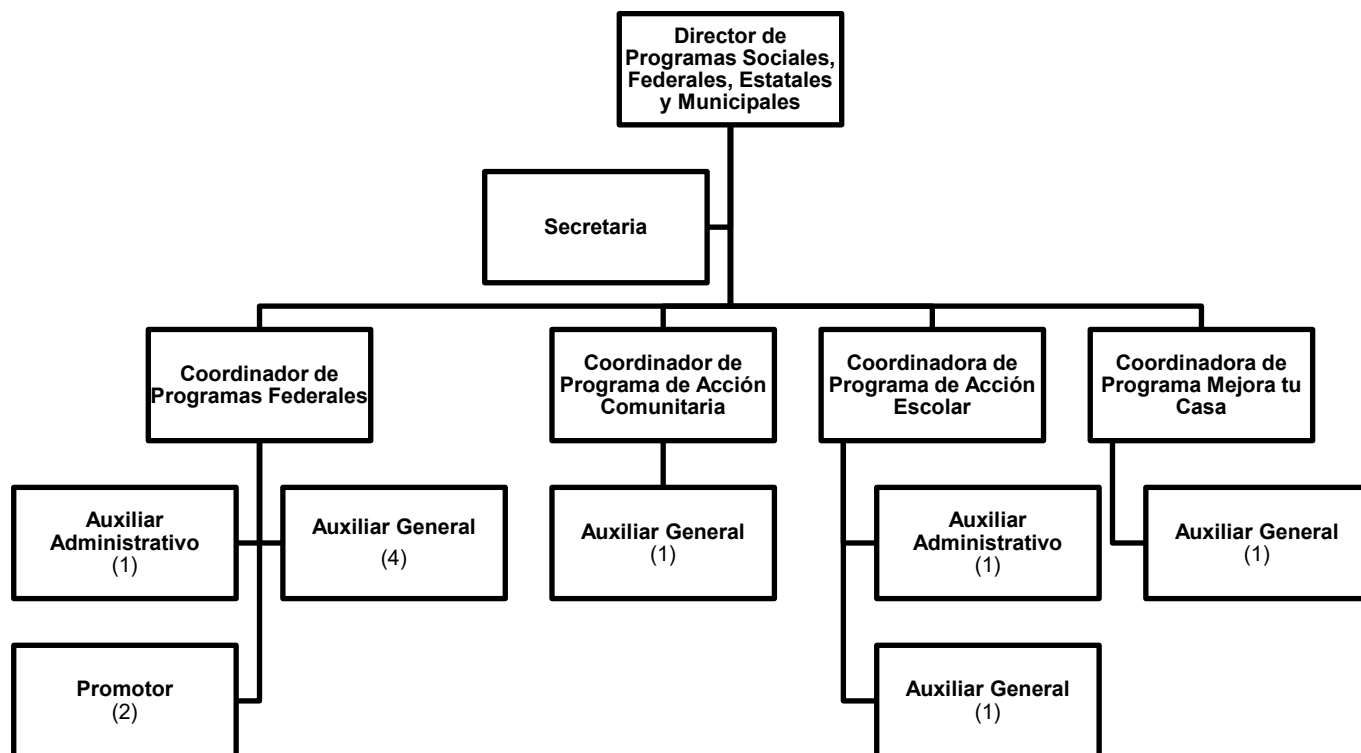 Director de
Programas Sociales,
Federales, Estatales
y Municipales
Secretaria
Coordinador de
Programas Federales
Coordinador de
Programa de Acción
Comunitaria
Coordinadora de
Programa de Acción
Escolar
Coordinadora de
Programa Mejora tu
Casa
Auxiliar
Administrativo
(1)
Auxiliar General
(4)
Auxiliar General
(1)
Auxiliar
Administrativo
(1)
Auxiliar General
(1)
Promotor
(2)
Auxiliar General
(1)